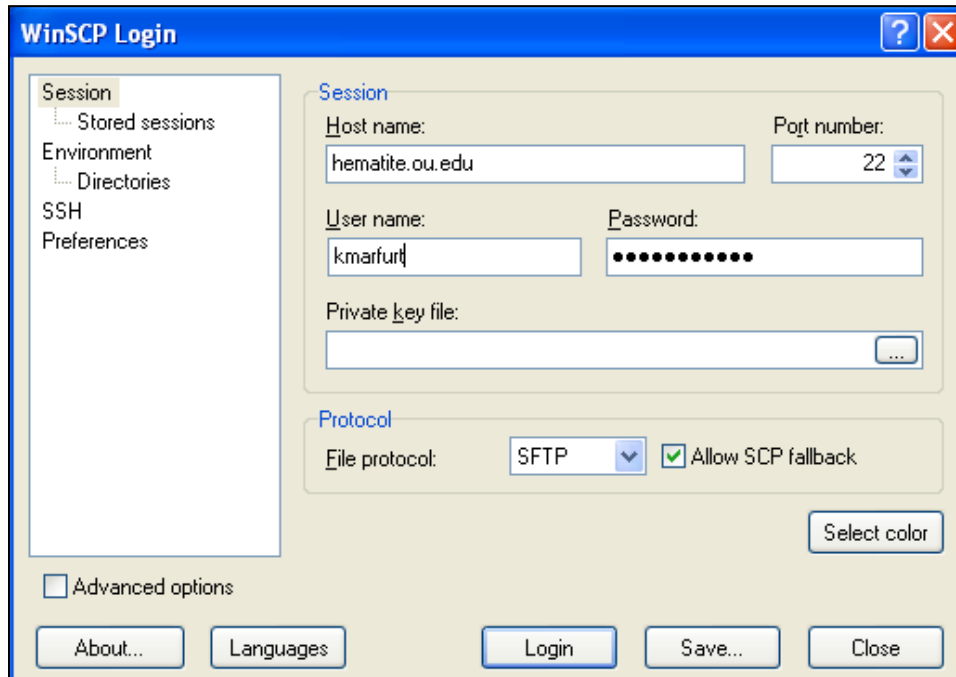 WinSCP Login
Session
Stored sessions
Environment
Directories
SSH
Preferences
Session
Host name: Port number:
hematite.ou.edu 22
User name: Password:
kmarfurt •••••••••••
Private key file:
...
Protocol
File protocol: SFTP Allow SCP fallback
Select color
Advanced options
About... Languages Login Save... Close